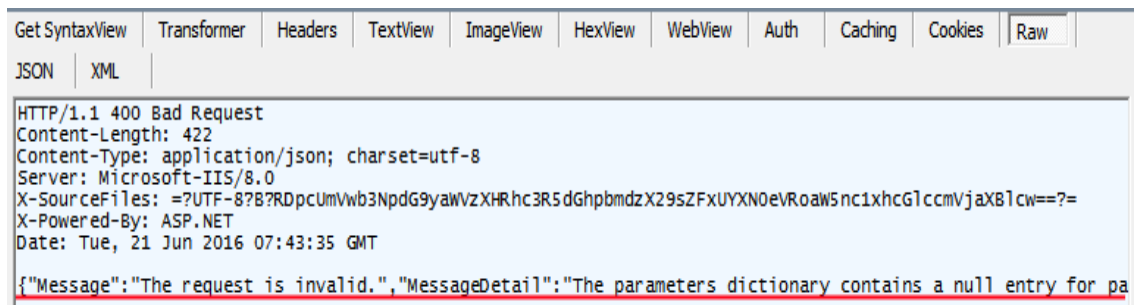 Get SyntaxView Transformer Headers TextView ImageView HexView WebView Auth Caching Cookies Raw
JSON XML
HTTP/1.1 400 Bad Request
Content-Length: 422
Content-Type: application/json; charset=utf-8
Server: Microsoft-IIS/8.0
X-SourceFiles: =?UTF-8?B?RDpcUmVwb3NpdG9yaWVzXHRhc3R5dGhpbmdzX29sZFxUYXN0eVRoaW5nc1xhcGlccmVjaXBlcw==?=
X-Powered-By: ASP.NET
Date: Tue, 21 Jun 2016 07:43:35 GMT
{"Message":"The request is invalid.","MessageDetail":"The parameters dictionary contains a null entry for pa